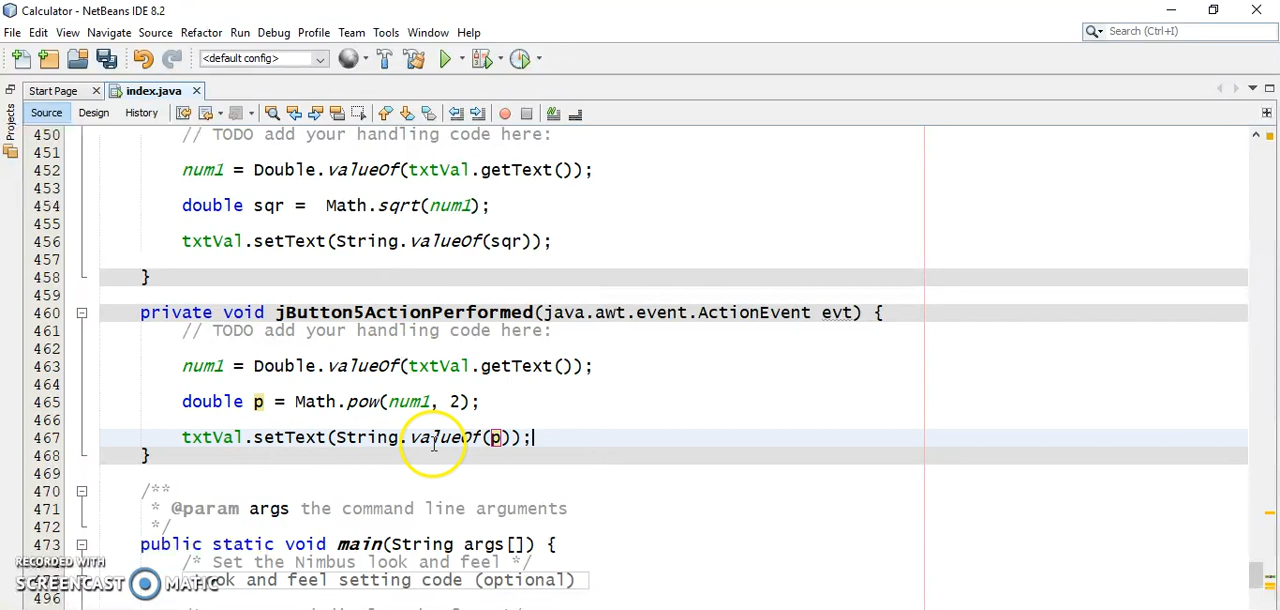 Calculator - NetBeans IDE 8.2
File Edit View Navigate Source Refactor Run Debug Profile Team Tools Window Help
Search (Ctrl+I)
<default config>
Start Page
index.java
Projects
Source Design History
450 // TODO add your handling code here:
451
452 num1 = Double.valueOf(txtVal.getText());
453
454 double sqr =  Math.sqrt(num1);
455
456 txtVal.setText(String.valueOf(sqr));
457
458 }
459
460 private void jButton5ActionPerformed(java.awt.event.ActionEvent evt) {
461 // TODO add your handling code here:
462
463 num1 = Double.valueOf(txtVal.getText());
464
465 double p = Math.pow(num1, 2);
466
467 txtVal.setText(String.valueOf(p));
468 }
469
470 /**
471 * @param args the command line arguments
472 */
473 public static void main(String args[]) {
/* Set the Nimbus look and feel */
look and feel setting code (optional)
496
RECORDED WITH
SCREENCAST MATIC